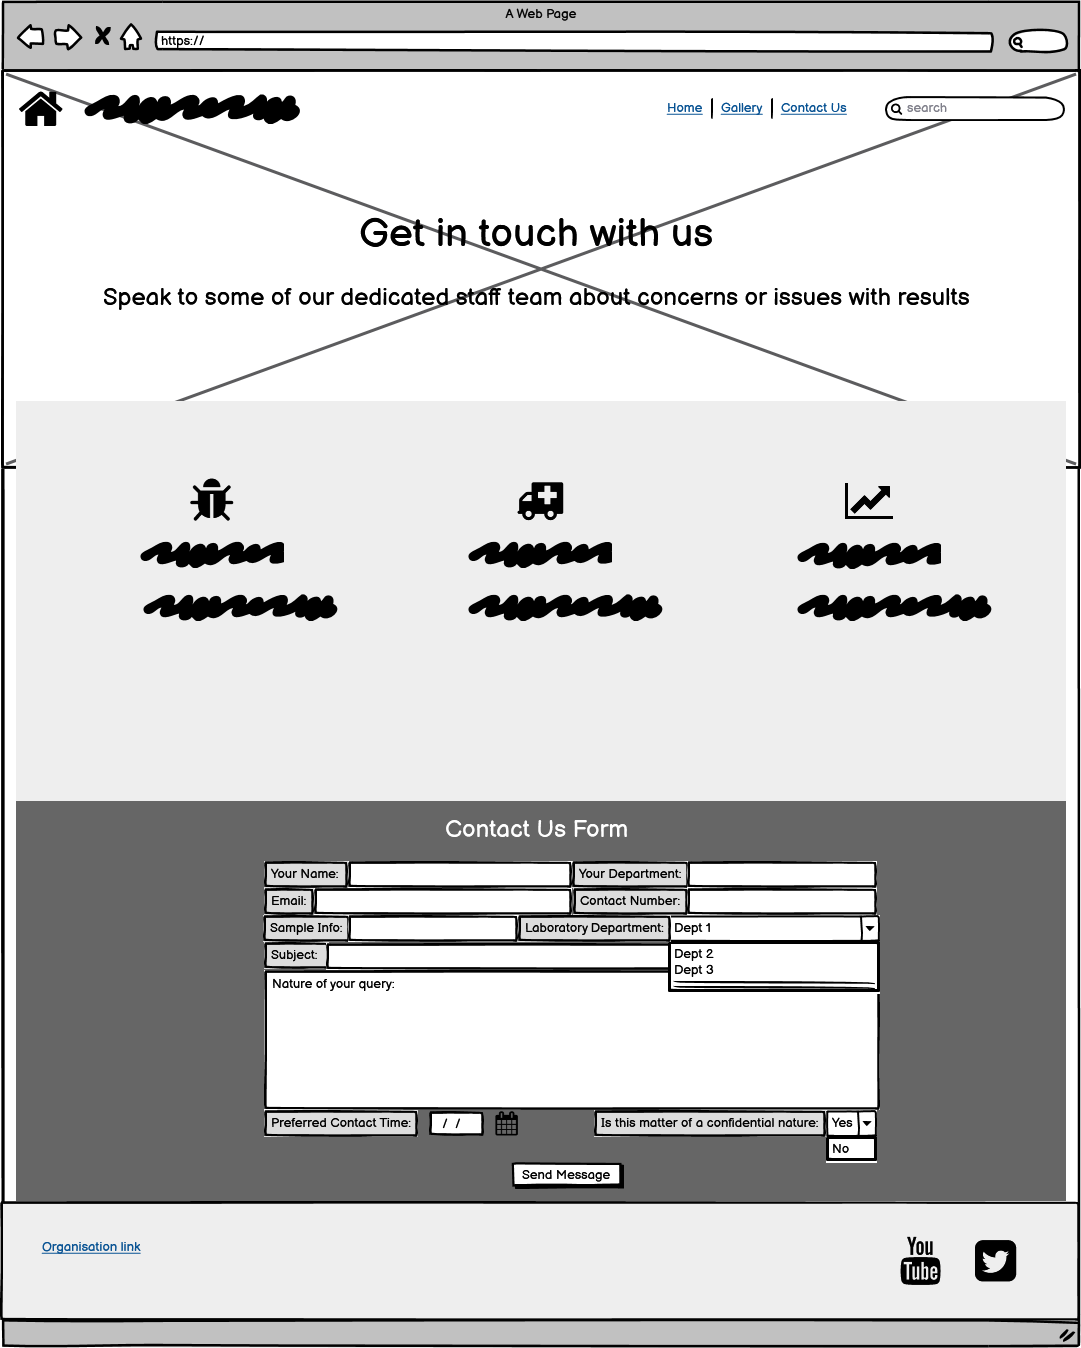 A Web Page
https://
Home Gallery Contact Us search
Get in touch with us
Speak to some of our dedicated staff team about concerns or issues with results
Contact Us Form
Your Name: Your Department:
Email: Contact Number:
Sample Info: Laboratory Department: Dept 1
Subject: Dept 2
Dept 3
Nature of your query:
Preferred Contact Time: / / Is this matter of a confidential nature: Yes
No
Send Message
Organisation link
You
Tube